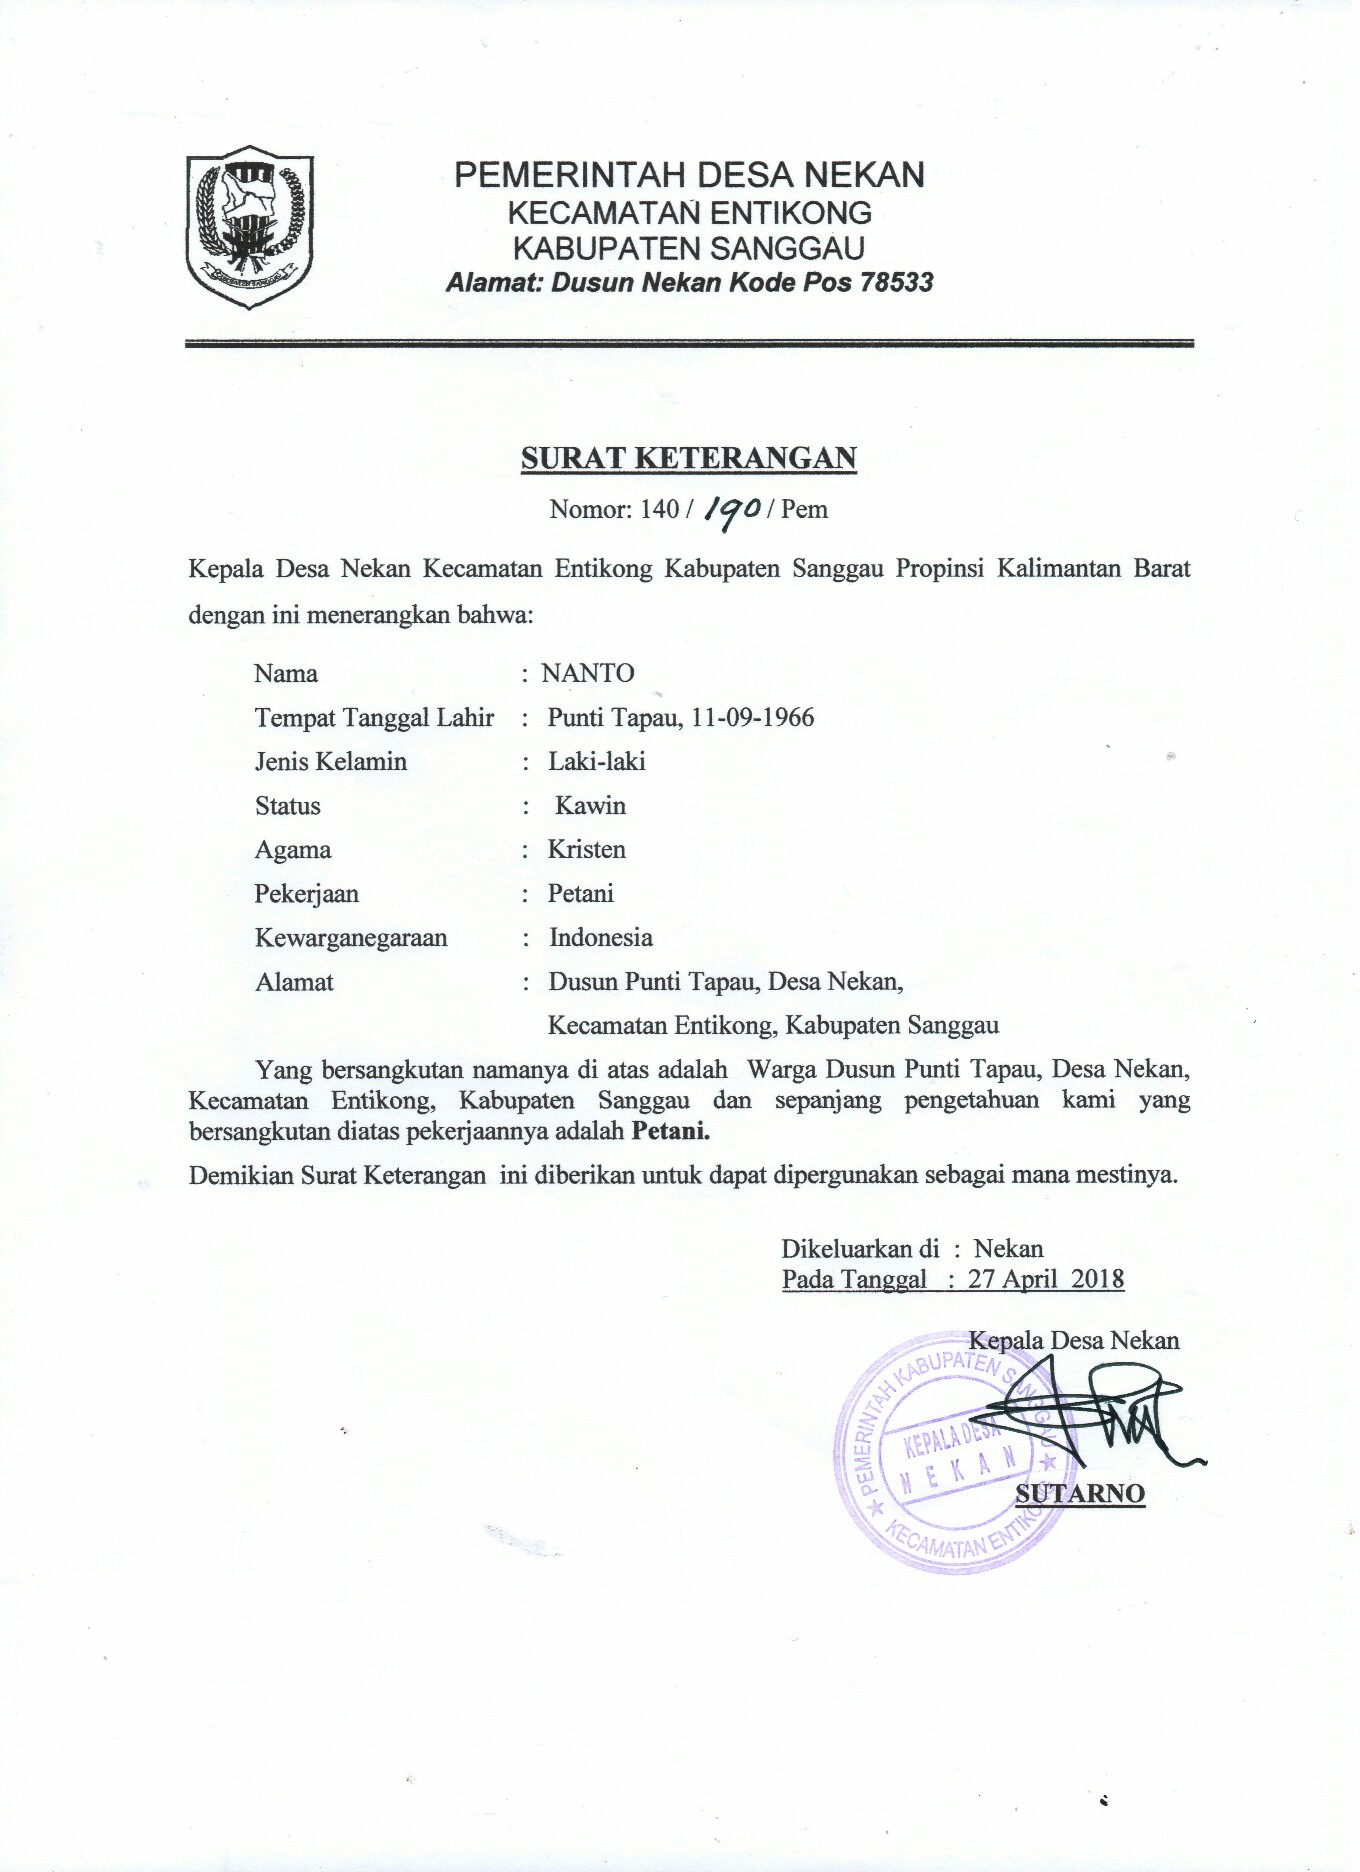 PEMERINTAH DESA NEKAN
KECAMATAN ENTIKONG
KABUPATEN SANGGAU
Alamat: Dusun Nekan Kode Pos 78533
KABUPATEN SANGGAU
SURAT KETERANGAN
Nomor: 140 / 190 / Pem
Kepala Desa Nekan Kecamatan Entikong Kabupaten Sanggau Propinsi Kalimantan Barat
dengan ini menerangkan bahwa:
Nama : NANTO
Tempat Tanggal Lahir : Punti Tapau, 11-09-1966
Jenis Kelamin : Laki-laki
Status : Kawin
Agama : Kristen
Pekerjaan : Petani
Kewarganegaraan : Indonesia
Alamat : Dusun Punti Tapau, Desa Nekan,
Kecamatan Entikong, Kabupaten Sanggau
Yang bersangkutan namanya di atas adalah Warga Dusun Punti Tapau, Desa Nekan,
Kecamatan Entikong, Kabupaten Sanggau dan sepanjang pengetahuan kami yang
bersangkutan diatas pekerjaannya adalah Petani.
Demikian Surat Keterangan ini diberikan untuk dapat dipergunakan sebagai mana mestinya.
Dikeluarkan di : Nekan
Pada Tanggal : 27 April 2018
Kepala Desa Nekan
PEMERINTAH KABUPATEN SANGGAU
KEPALA DESA
NEKAN
KECAMATAN ENTIKONG
SUTARNO